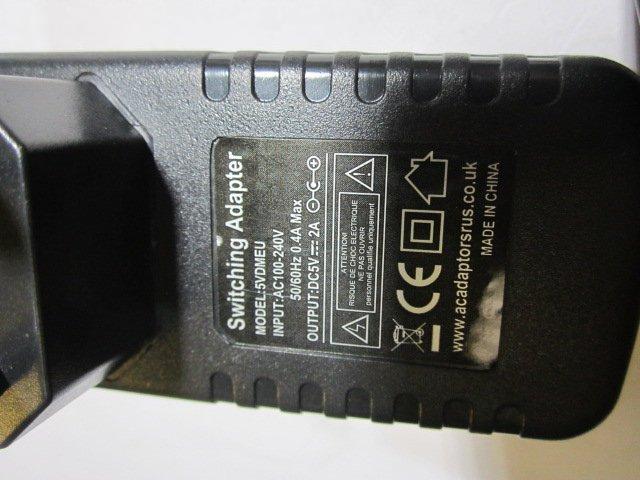 Switching Adapter
MODEL:5VDMEU
INPUT:AC100-240V
50/60Hz 0.4A Max
OUTPUT:DC5V 2A
ATTENTION!
RISQUE DE CHOC ELECTRIQUE
NE PAS OUVRIR
personnel qualifié uniquement
CE
www.acadaptorsrus.co.uk
MADE IN CHINA